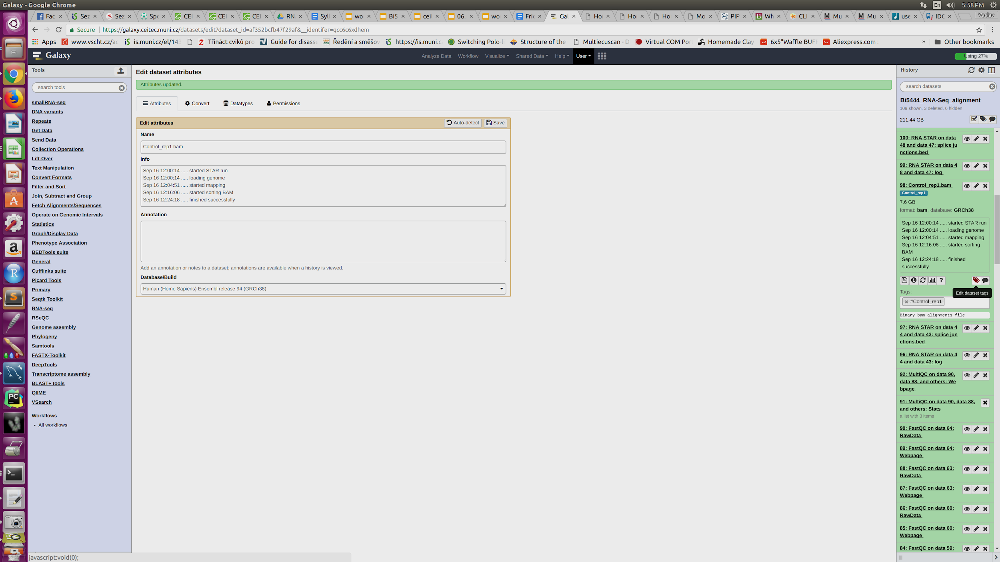 Galaxy - Google Chrome
En
5:58 PM
Fac
Sez
Sez
Spo
CEI
CEI
CEI
RN
Syll
wo
Bi5
ceil
06.
wo
Fric
Gal
Ho
Ho
Ho
Mo
PIP
Wh
CLI
Mu
Mu
use
IDC
Vaclav
Secure
https://galaxy.ceitec.muni.cz/datasets/edit?dataset_id=af352bcfb47f29af&__identifer=qcc6c6xdhem
Apps
www.vscht.cz/ac
is.muni.cz/el/143
Třináct cviků pro
Guide for disasse
Ředění a směšov
https://is.muni.c
Switching Polo-li
Structure of the
Multiecuscan - D
Virtual COM Port
Homemade Clay
6x5"Waffle BUFF
Aliexpress.com :
»
Other bookmarks
Galaxy
Analyze Data
Workflow
Visualize
Shared Data
Help
User
Using 27%
Tools
search tools
smallRNA-seq
DNA variants
Repeats
Get Data
Send Data
Collection Operations
Lift-Over
Text Manipulation
Convert Formats
Filter and Sort
Join, Subtract and Group
Fetch Alignments/Sequences
Operate on Genomic Intervals
Statistics
Graph/Display Data
Phenotype Association
BEDTools suite
General
Cufflinks suite
Picard Tools
Primary
Seqtk Toolkit
RNA-seq
RSeQC
Genome assembly
Phylogeny
Samtools
FASTX-Toolkit
DeepTools
Transcriptome assembly
BLAST+ tools
QIIME
VSearch
Workflows
All workflows
javascript:void(0);
Edit dataset attributes
Attributes updated.
Attributes
Convert
Datatypes
Permissions
Edit attributes
Auto-detect
Save
Name
Control_rep1.bam
Info
Sep 16 12:00:14 ..... started STAR run
Sep 16 12:00:14 ..... loading genome
Sep 16 12:04:51 ..... started mapping
Sep 16 12:16:06 ..... started sorting BAM
Sep 16 12:24:18 ..... finished successfully
Annotation
Add an annotation or notes to a dataset; annotations are available when a history is viewed.
Database/Build
Human (Homo Sapiens) Ensembl release 94 (GRCh38)
History
search datasets
Bi5444_RNA-Seq_alignment
109 shown, 3 deleted, 6 hidden
211.44 GB
100: RNA STAR on data
48 and data 47: splice ju
nctions.bed
99: RNA STAR on data 4
8 and data 47: log
98: Control_rep1.bam
Control_rep1
7.6 GB
format: bam, database: GRCh38
Sep 16 12:00:14 ..... started STAR run
Sep 16 12:00:14 ..... loading genome
Sep 16 12:04:51 ..... started mapping
Sep 16 12:16:06 ..... started sorting
BAM
Sep 16 12:24:18 ..... finished
successfully
?
Tags:
Edit dataset tags
#Control_rep1
Binary bam alignments file
97: RNA STAR on data 4
4 and data 43: splice jun
ctions.bed
96: RNA STAR on data 4
4 and data 43: log
92: MultiQC on data 90,
data 88, and others: We
bpage
91: MultiQC on data 90, data 88,
and others: Stats
a list with 3 items
90: FastQC on data 64:
RawData
89: FastQC on data 64:
Webpage
88: FastQC on data 63:
RawData
87: FastQC on data 63:
Webpage
86: FastQC on data 60:
RawData
85: FastQC on data 60:
Webpage
84: FastQC on data 59: